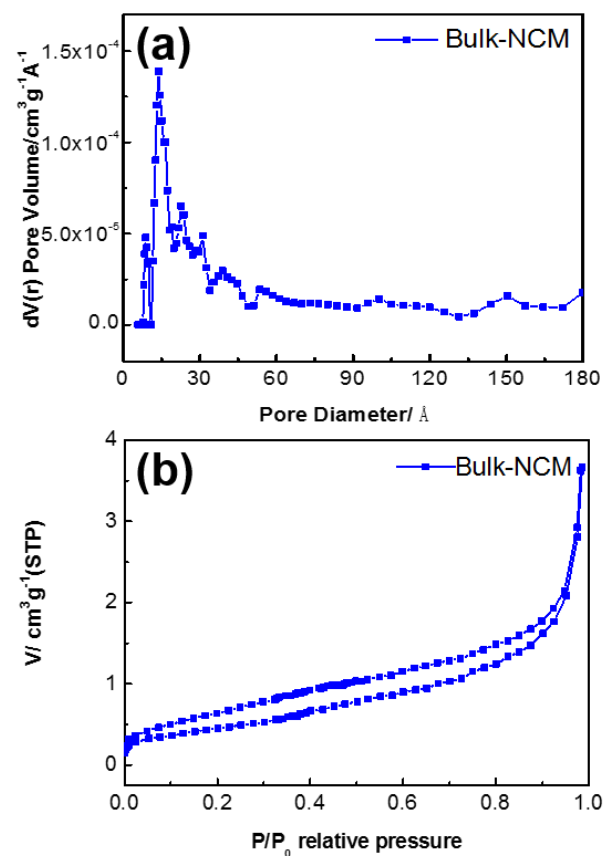 (a)
Bulk-NCM
dV(r) Pore Volume/cm³g⁻¹A⁻¹
1.5x10⁻⁴
1.0x10⁻⁴
5.0x10⁻⁵
0.0
0 30 60 90 120 150 180
Pore Diameter/ Å
(b)
Bulk-NCM
V/ cm³g⁻¹(STP)
4
3
2
1
0
0.0 0.2 0.4 0.6 0.8 1.0
P/P₀ relative pressure